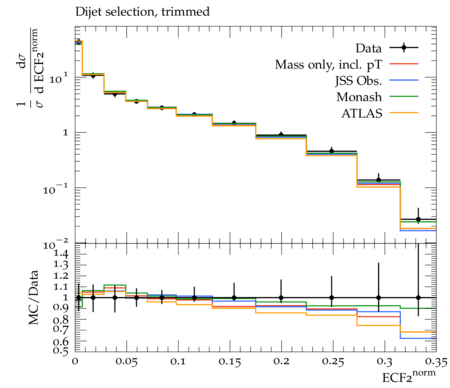 Dijet selection, trimmed
1/σ dσ/d ECF2^norm
Data
Mass only, incl. pT
JSS Obs.
Monash
ATLAS
10^1
1
10^−1
10^−2
MC/Data
1.4
1.3
1.2
1.1
1
0.9
0.8
0.7
0.6
0.5
0 0.05 0.1 0.15 0.2 0.25 0.3 0.35
ECF2^norm